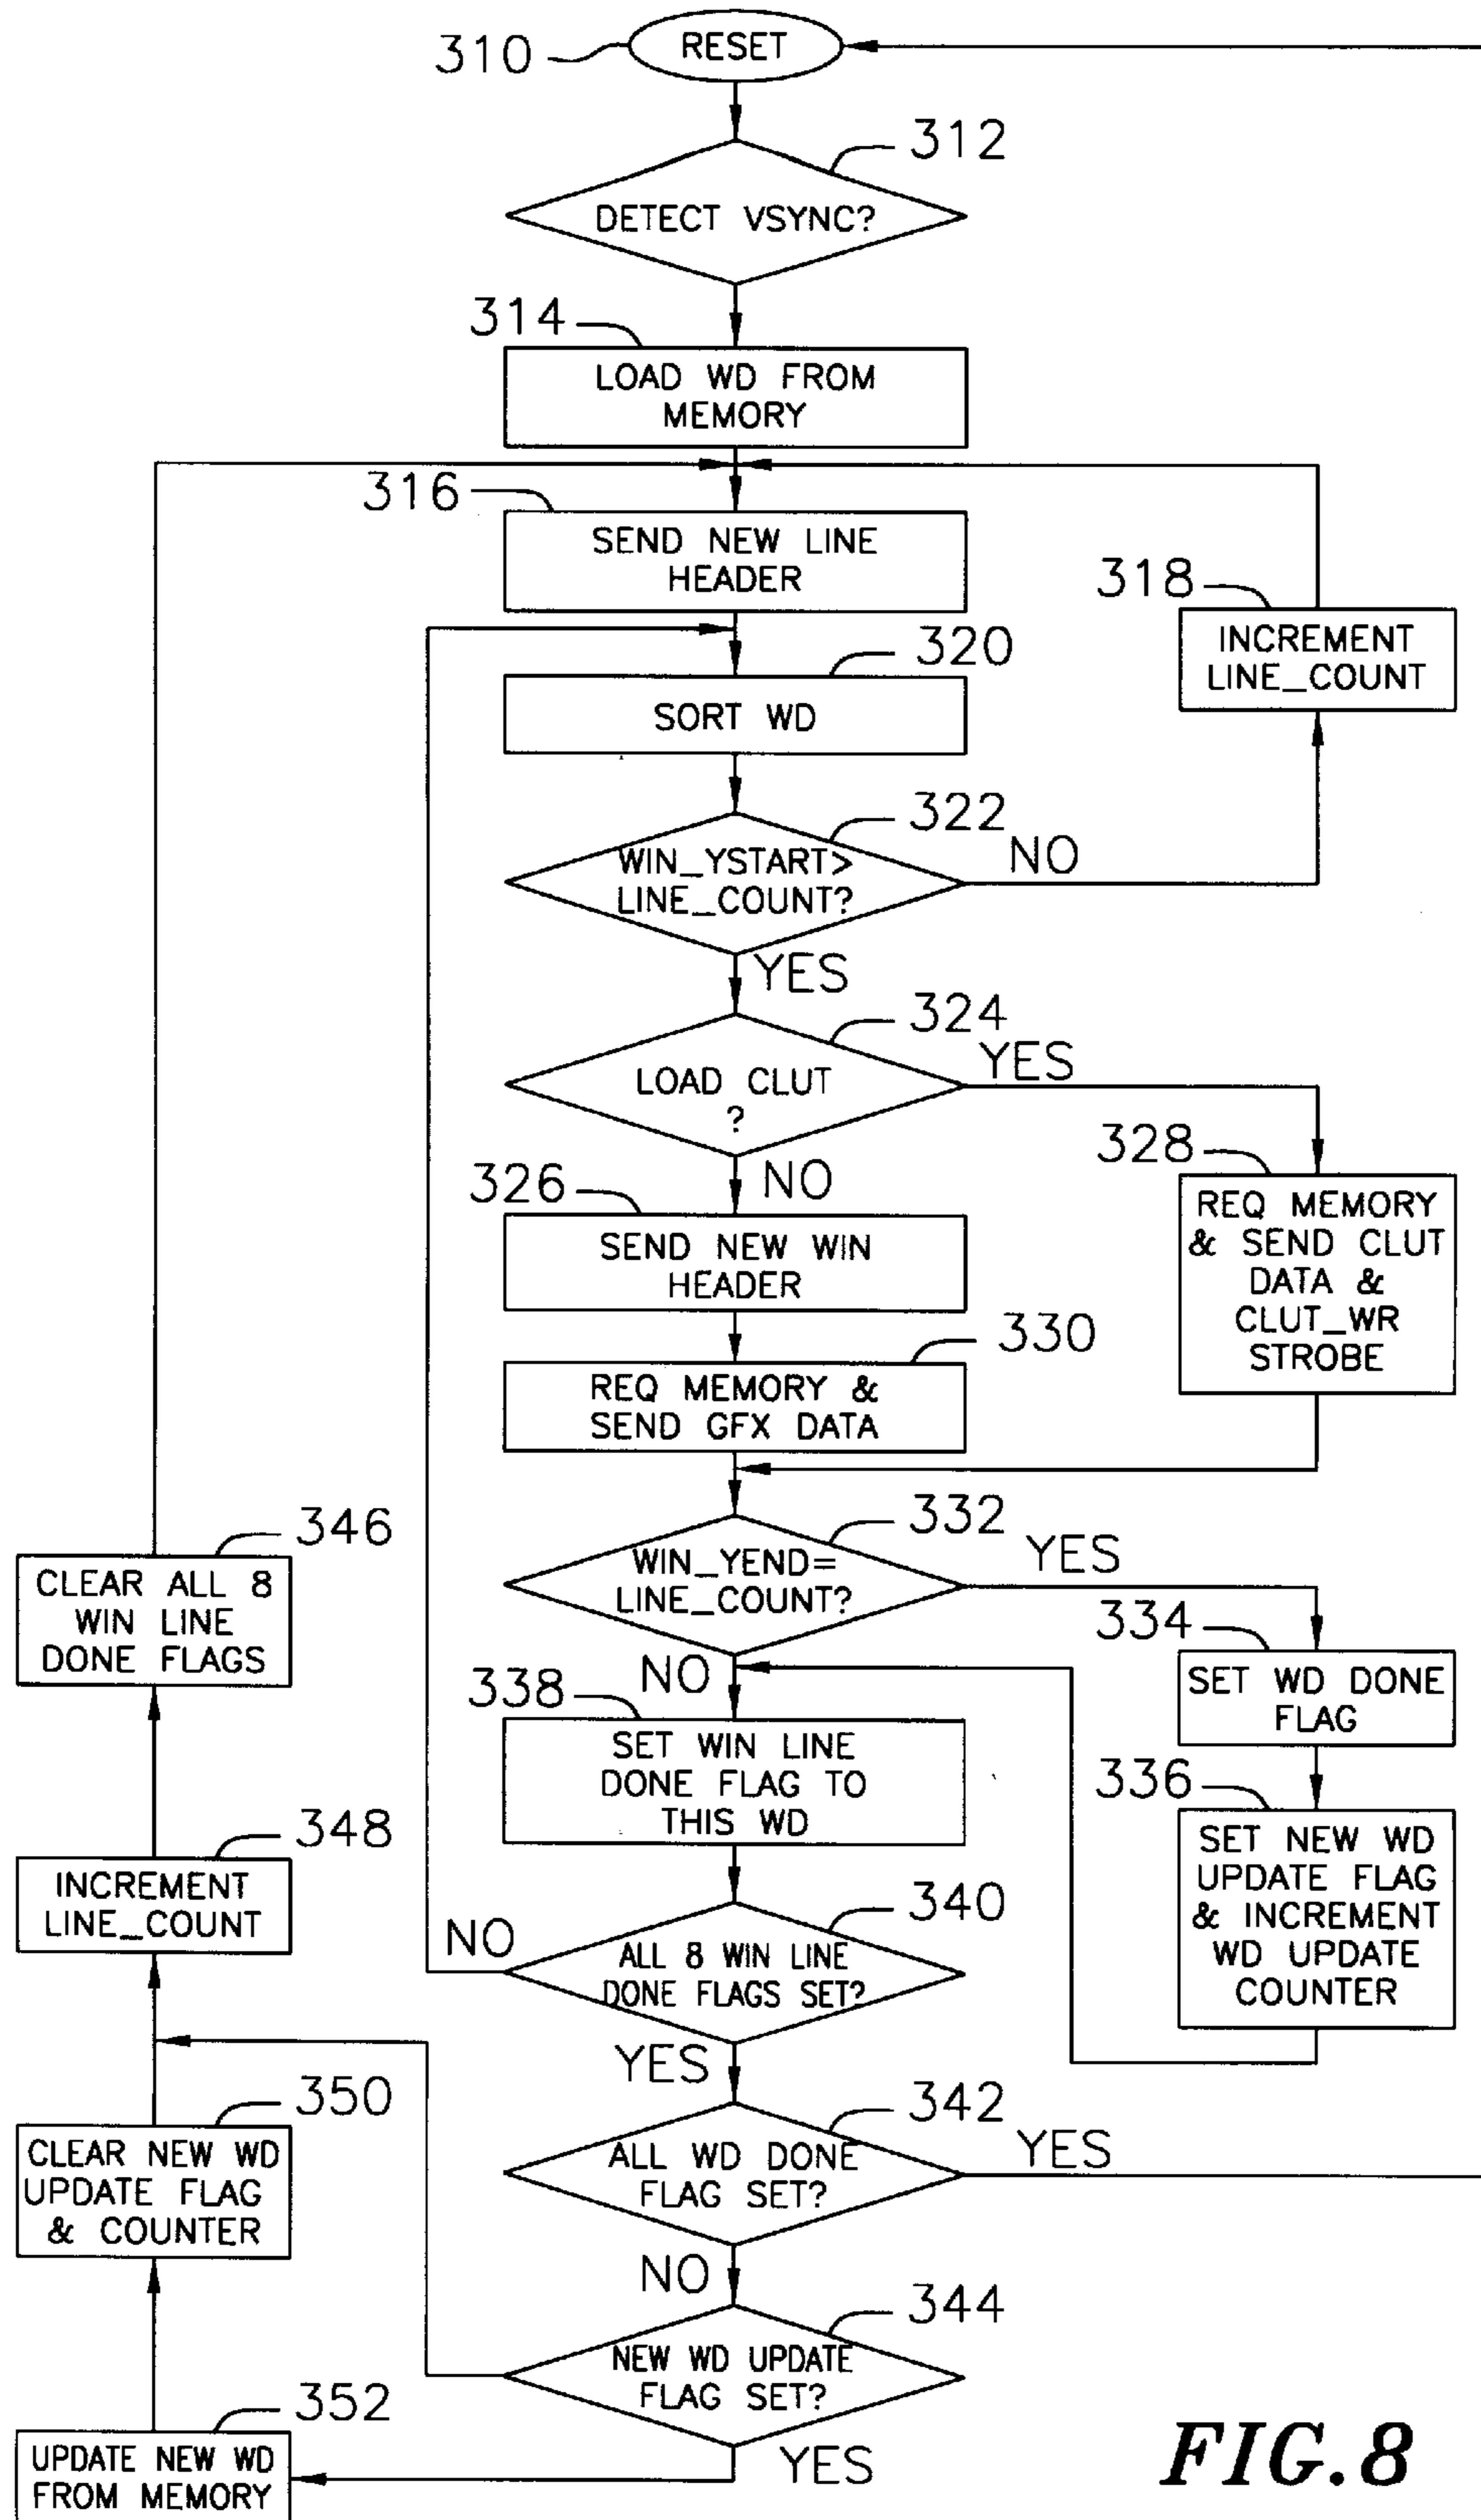 310
RESET
312
DETECT VSYNC?
314
LOAD WD FROM
MEMORY
316
SEND NEW LINE
HEADER
318
INCREMENT
LINE_COUNT
320
SORT WD
322
WIN_YSTART>
LINE_COUNT?
NO
YES
324
LOAD CLUT
?
YES
NO
326
SEND NEW WIN
HEADER
328
REQ MEMORY
& SEND CLUT
DATA &
CLUT_WR
STROBE
330
REQ MEMORY &
SEND GFX DATA
332
WIN_YEND=
LINE_COUNT?
YES
NO
334
SET WD DONE
FLAG
336
SET NEW WD
UPDATE FLAG
& INCREMENT
WD UPDATE
COUNTER
338
SET WIN LINE
DONE FLAG TO
THIS WD
340
ALL 8 WIN LINE
DONE FLAGS SET?
NO
YES
342
ALL WD DONE
FLAG SET?
YES
NO
344
NEW WD UPDATE
FLAG SET?
YES
346
CLEAR ALL 8
WIN LINE
DONE FLAGS
348
INCREMENT
LINE_COUNT
350
CLEAR NEW WD
UPDATE FLAG
& COUNTER
352
UPDATE NEW WD
FROM MEMORY
FIG. 8